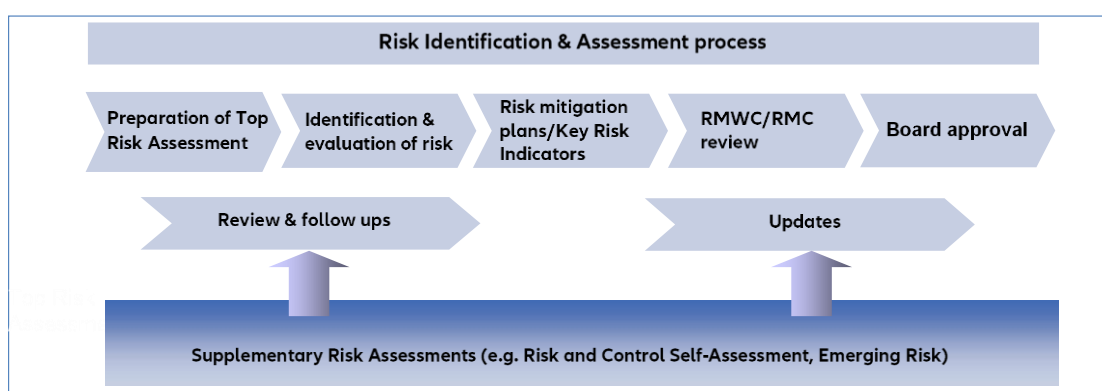 Risk Identification & Assessment process
Preparation of Top
Risk Assessment
Identification &
evaluation of risk
Risk mitigation
plans/Key Risk
Indicators
RMWC/RMC
review
Board approval
Review & follow ups
Updates
Supplementary Risk Assessments (e.g. Risk and Control Self-Assessment, Emerging Risk)